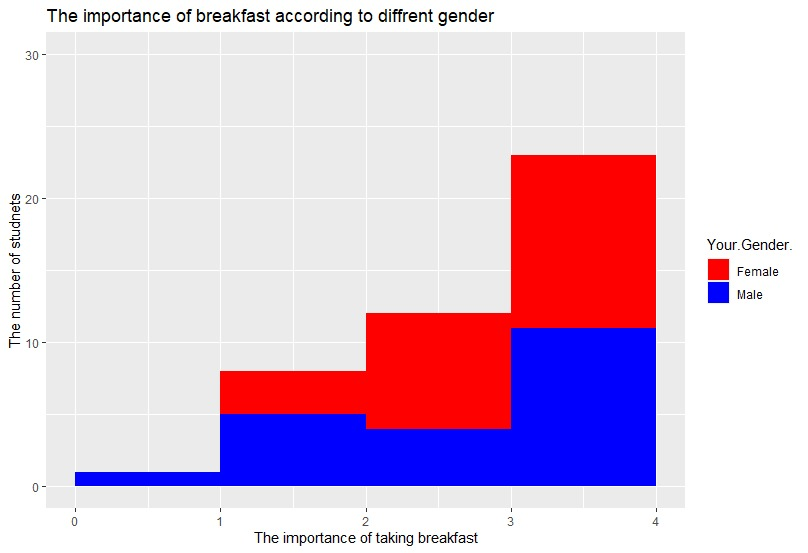 The importance of breakfast according to diffrent gender
30
20
10
0
The number of studnets
0 1 2 3 4
The importance of taking breakfast
Your.Gender.
Female
Male